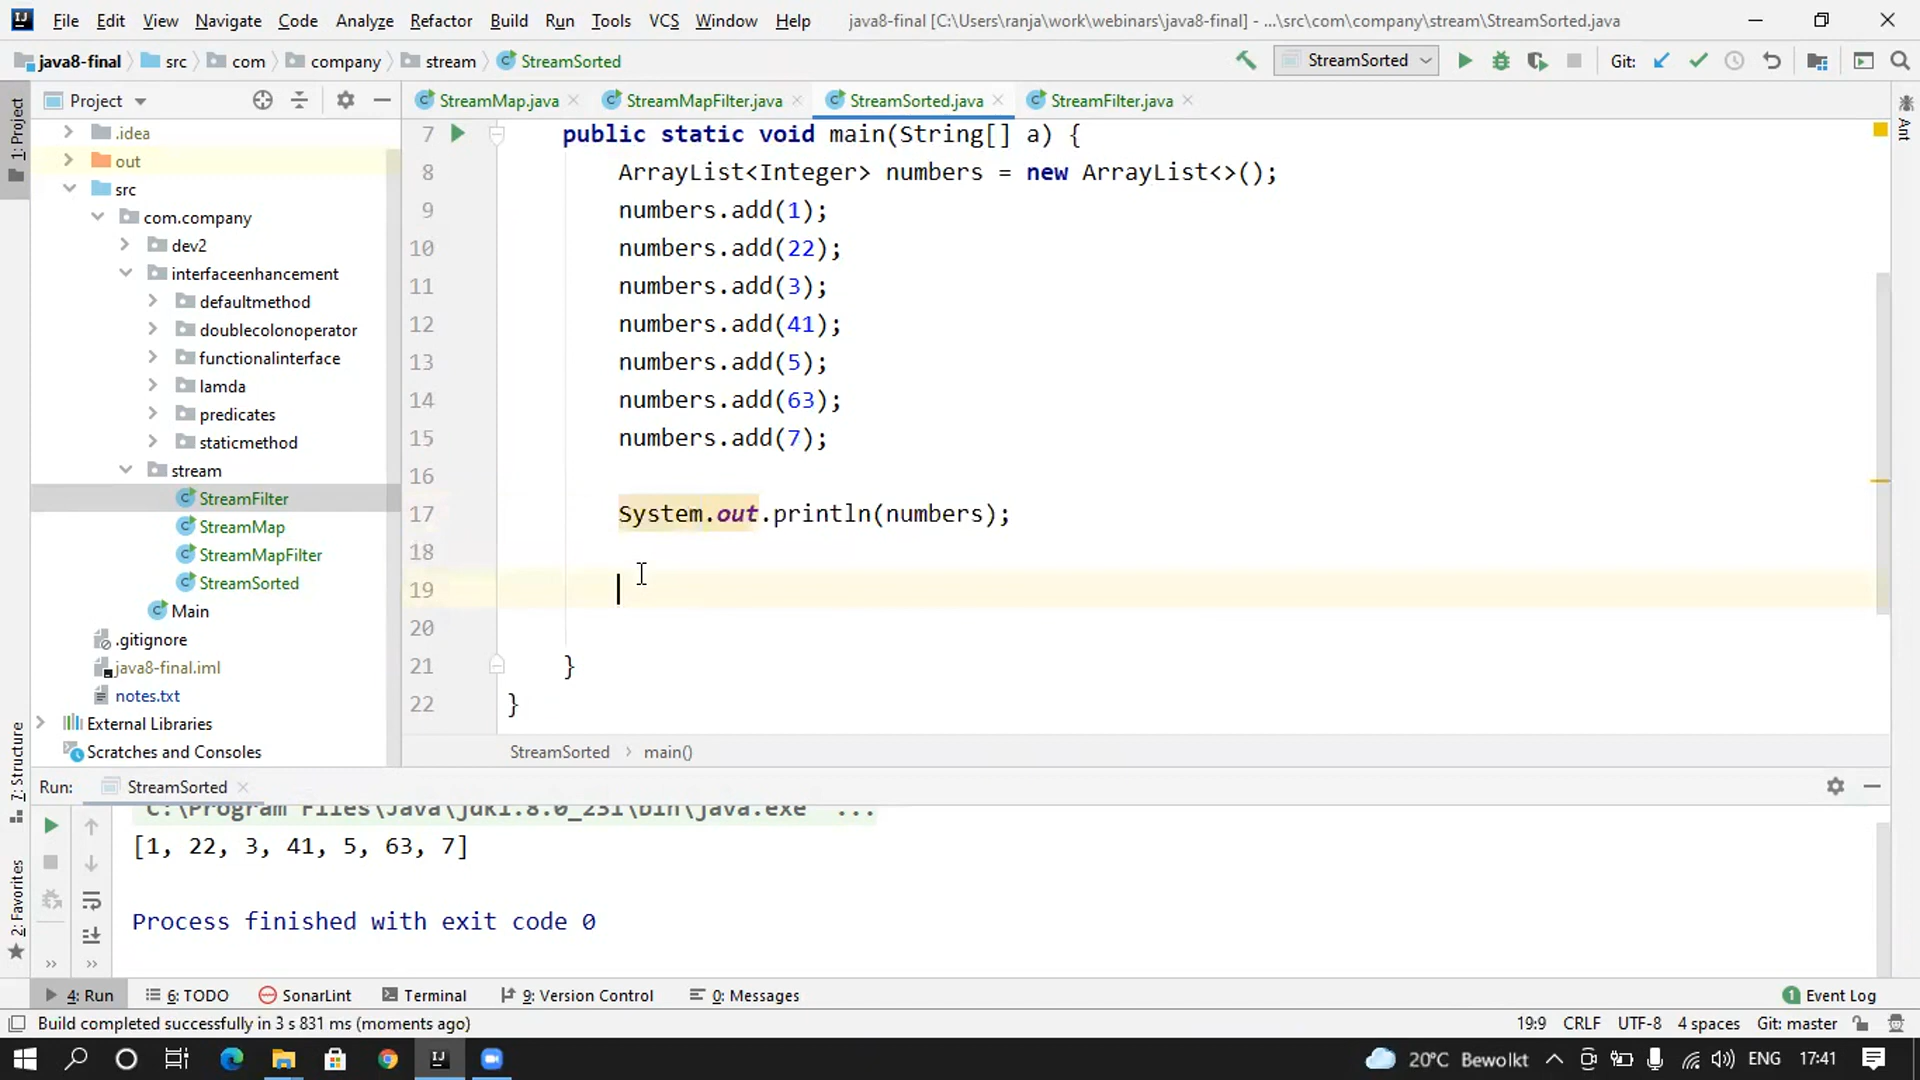 File Edit View Navigate Code Analyze Refactor Build Run Tools VCS Window Help java8-final [C:\Users\ranja\work\webinars\java8-final] - ...\src\com\company\stream\StreamSorted.java
java8-final src com company stream StreamSorted StreamSorted Git:
Project StreamMap.java StreamMapFilter.java StreamSorted.java StreamFilter.java
1: Project
Ant
.idea
out
src
com.company
dev2
interfaceenhancement
defaultmethod
doublecolonoperator
functionalinterface
lamda
predicates
staticmethod
stream
StreamFilter
StreamMap
StreamMapFilter
StreamSorted
Main
.gitignore
java8-final.iml
notes.txt
External Libraries
Scratches and Consoles
7 public static void main(String[] a) {
8 ArrayList<Integer> numbers = new ArrayList<>();
9 numbers.add(1);
10 numbers.add(22);
11 numbers.add(3);
12 numbers.add(41);
13 numbers.add(5);
14 numbers.add(63);
15 numbers.add(7);
16
17 System.out.println(numbers);
18
19
20
21 }
22 }
StreamSorted main()
7: Structure
2: Favorites
Run: StreamSorted
"C:\Program Files\Java\jdk1.8.0_231\bin\java.exe" ...
[1, 22, 3, 41, 5, 63, 7]
Process finished with exit code 0
4: Run 6: TODO SonarLint Terminal 9: Version Control 0: Messages 1 Event Log
Build completed successfully in 3 s 831 ms (moments ago) 19:9 CRLF UTF-8 4 spaces Git: master
20°C Bewolkt ENG 17:41